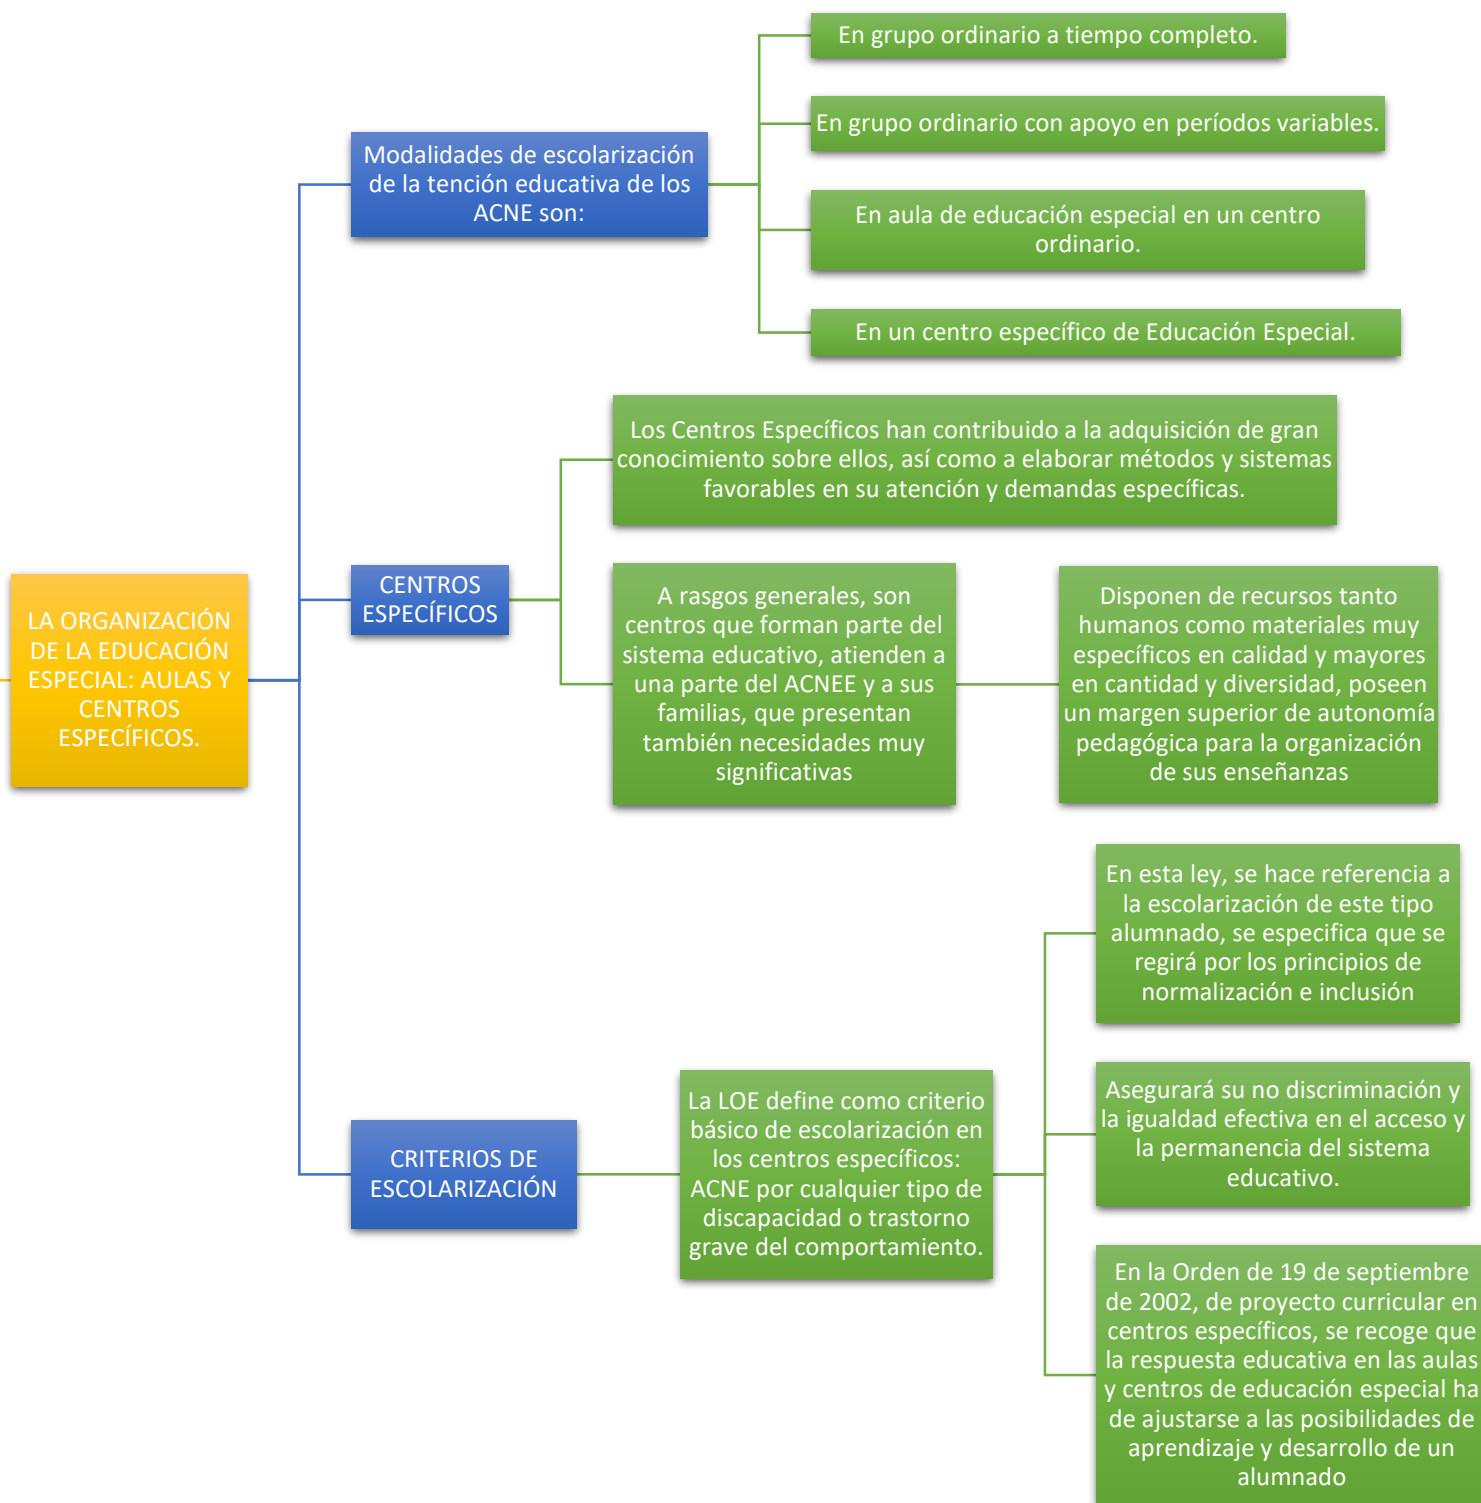 LA ORGANIZACIÓN
DE LA EDUCACIÓN
ESPECIAL: AULAS Y
CENTROS
ESPECÍFICOS.
Modalidades de escolarización
de la tención educativa de los
ACNE son:
En grupo ordinario a tiempo completo.
En grupo ordinario con apoyo en períodos variables.
En aula de educación especial en un centro
ordinario.
En un centro específico de Educación Especial.
CENTROS
ESPECÍFICOS
Los Centros Específicos han contribuido a la adquisición de gran
conocimiento sobre ellos, así como a elaborar métodos y sistemas
favorables en su atención y demandas específicas.
A rasgos generales, son
centros que forman parte del
sistema educativo, atienden a
una parte del ACNEE y a sus
familias, que presentan
también necesidades muy
significativas
Disponen de recursos tanto
humanos como materiales muy
específicos en calidad y mayores
en cantidad y diversidad, poseen
un margen superior de autonomía
pedagógica para la organización
de sus enseñanzas
CRITERIOS DE
ESCOLARIZACIÓN
La LOE define como criterio
básico de escolarización en
los centros específicos:
ACNE por cualquier tipo de
discapacidad o trastorno
grave del comportamiento.
En esta ley, se hace referencia a
la escolarización de este tipo
alumnado, se especifica que se
regirá por los principios de
normalización e inclusión
Asegurará su no discriminación y
la igualdad efectiva en el acceso y
la permanencia del sistema
educativo.
En la Orden de 19 de septiembre
de 2002, de proyecto curricular en
centros específicos, se recoge que
la respuesta educativa en las aulas
y centros de educación especial ha
de ajustarse a las posibilidades de
aprendizaje y desarrollo de un
alumnado